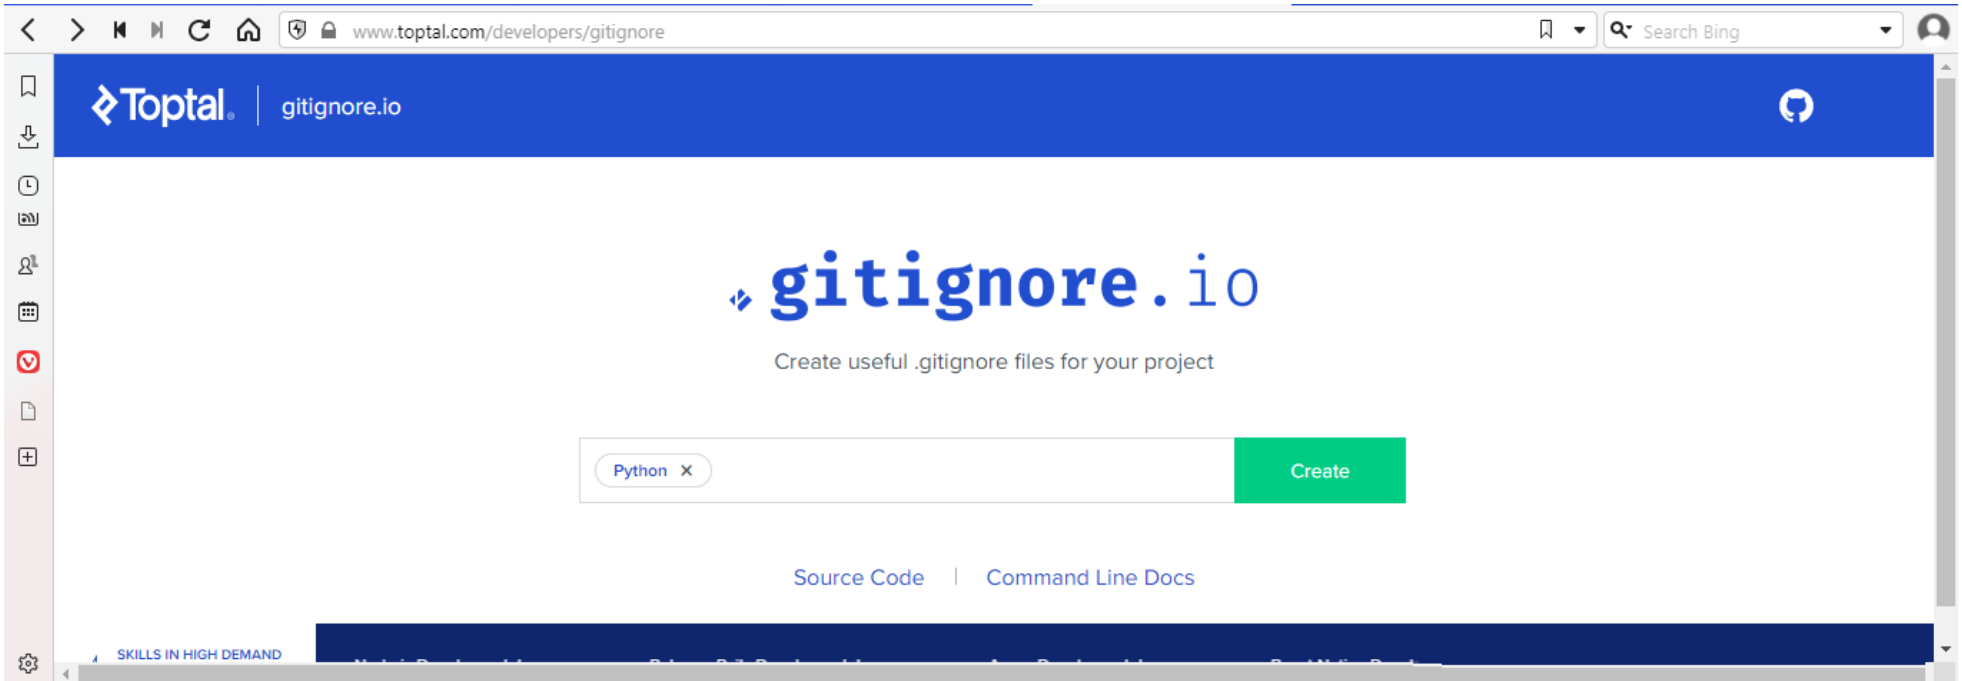 www.toptal.com/developers/gitignore
Search Bing
Toptal
gitignore.io
.gitignore.io
Create useful .gitignore files for your project
Python
Create
Source Code
Command Line Docs
SKILLS IN HIGH DEMAND